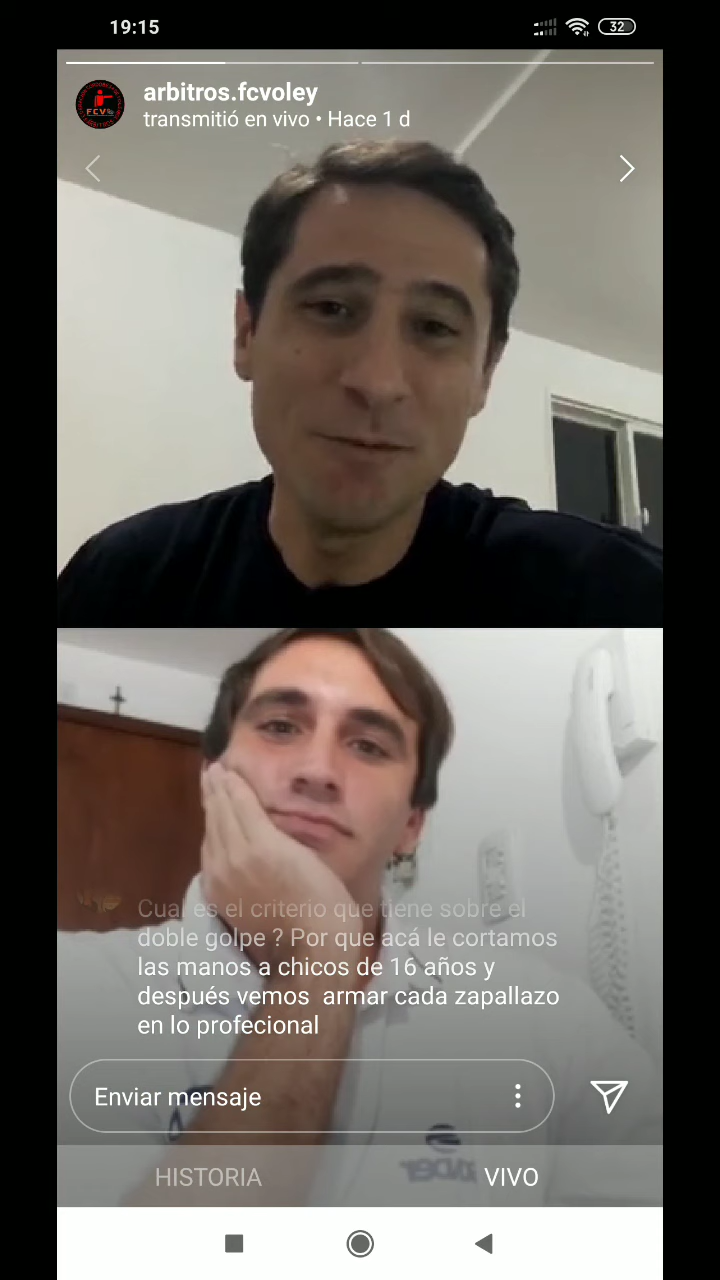 19:15
32
arbitros.fcvoley
transmitió en vivo • Hace 1 d
FCV
Cual es el criterio que tiene sobre el
doble golpe ? Por que acá le cortamos
las manos a chicos de 16 años y
después vemos armar cada zapallazo
en lo profecional
Enviar mensaje
HISTORIA
VIVO